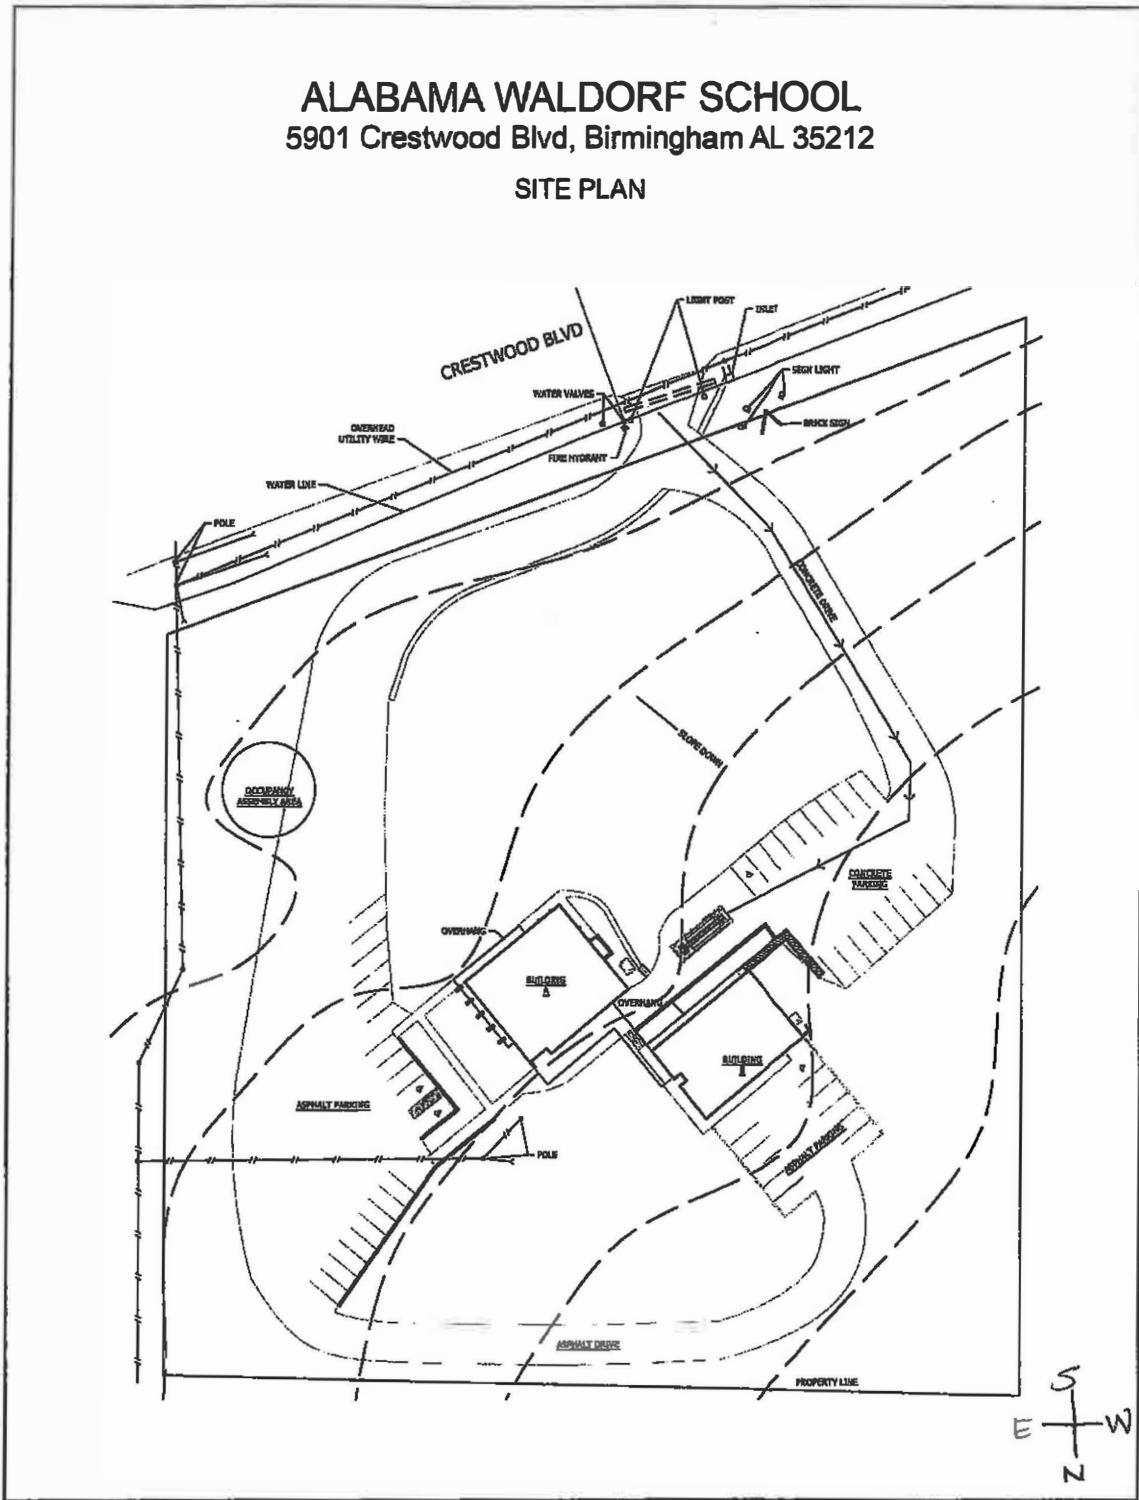 ALABAMA WALDORF SCHOOL
5901 Crestwood Blvd, Birmingham AL 35212
SITE PLAN
LIGHT POST
INLET
CRESTWOOD BLVD
SIGN LIGHT
WATER VALVES
BRICK SIGN
OVERHEAD
UTILITY WIRE
FIRE HYDRANT
WATER LINE
POLE
CONCRETE DRIVE
SLOPE DOWN
OCCUPANCY
ASSEMBLY AREA
CONCRETE
PARKING
OVERHANG
BUILDING
A
OVERHANG
BUILDING
ASPHALT PARKING
ASPHALT PARKING
POLE
ASPHALT DRIVE
PROPERTY LINE
S
E
W
N